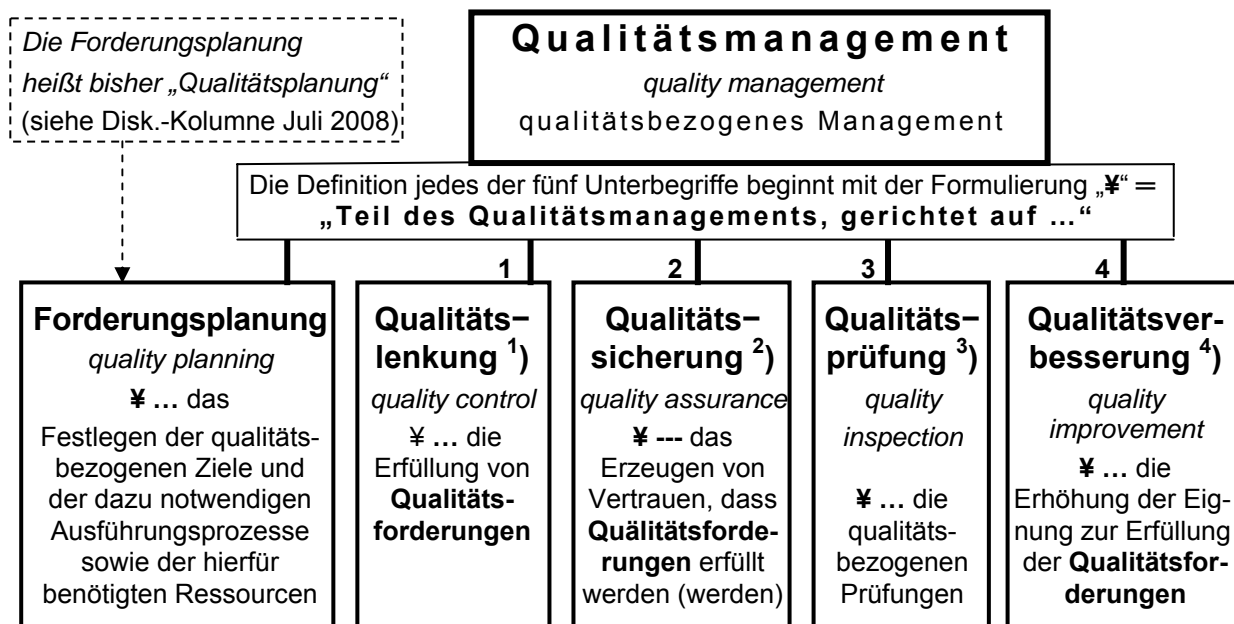 Die Forderungsplanung
heißt bisher „Qualitätsplanung“
(siehe Disk.-Kolumne Juli 2008)
Qualitätsmanagement
quality management
qualitätsbezogenes Management
Die Definition jedes der fünf Unterbegriffe beginnt mit der Formulierung „¥“ =
„Teil des Qualitätsmanagements, gerichtet auf ...“
Forderungsplanung
quality planning
¥ ... das
Festlegen der qualitäts-
bezogenen Ziele und
der dazu notwendigen
Ausführungsprozesse
sowie der hierfür
benötigten Ressourcen
1
Qualitäts–
lenkung ¹)
quality control
¥ ... die
Erfüllung von
Qualitäts-
forderungen
2
Qualitäts-
sicherung ²)
quality assurance
¥ --- das
Erzeugen von
Vertrauen, dass
Quälitätsforde-
rungen erfüllt
werden (werden)
3
Qualitäts–
prüfung ³)
quality
inspection
¥ ... die
qualitäts-
bezogenen
Prüfungen
4
Qualitätsver-
besserung ⁴)
quality
improvement
¥ ... die
Erhöhung der Eig-
nung zur Erfüllung
der Qualitätsfor-
derungen